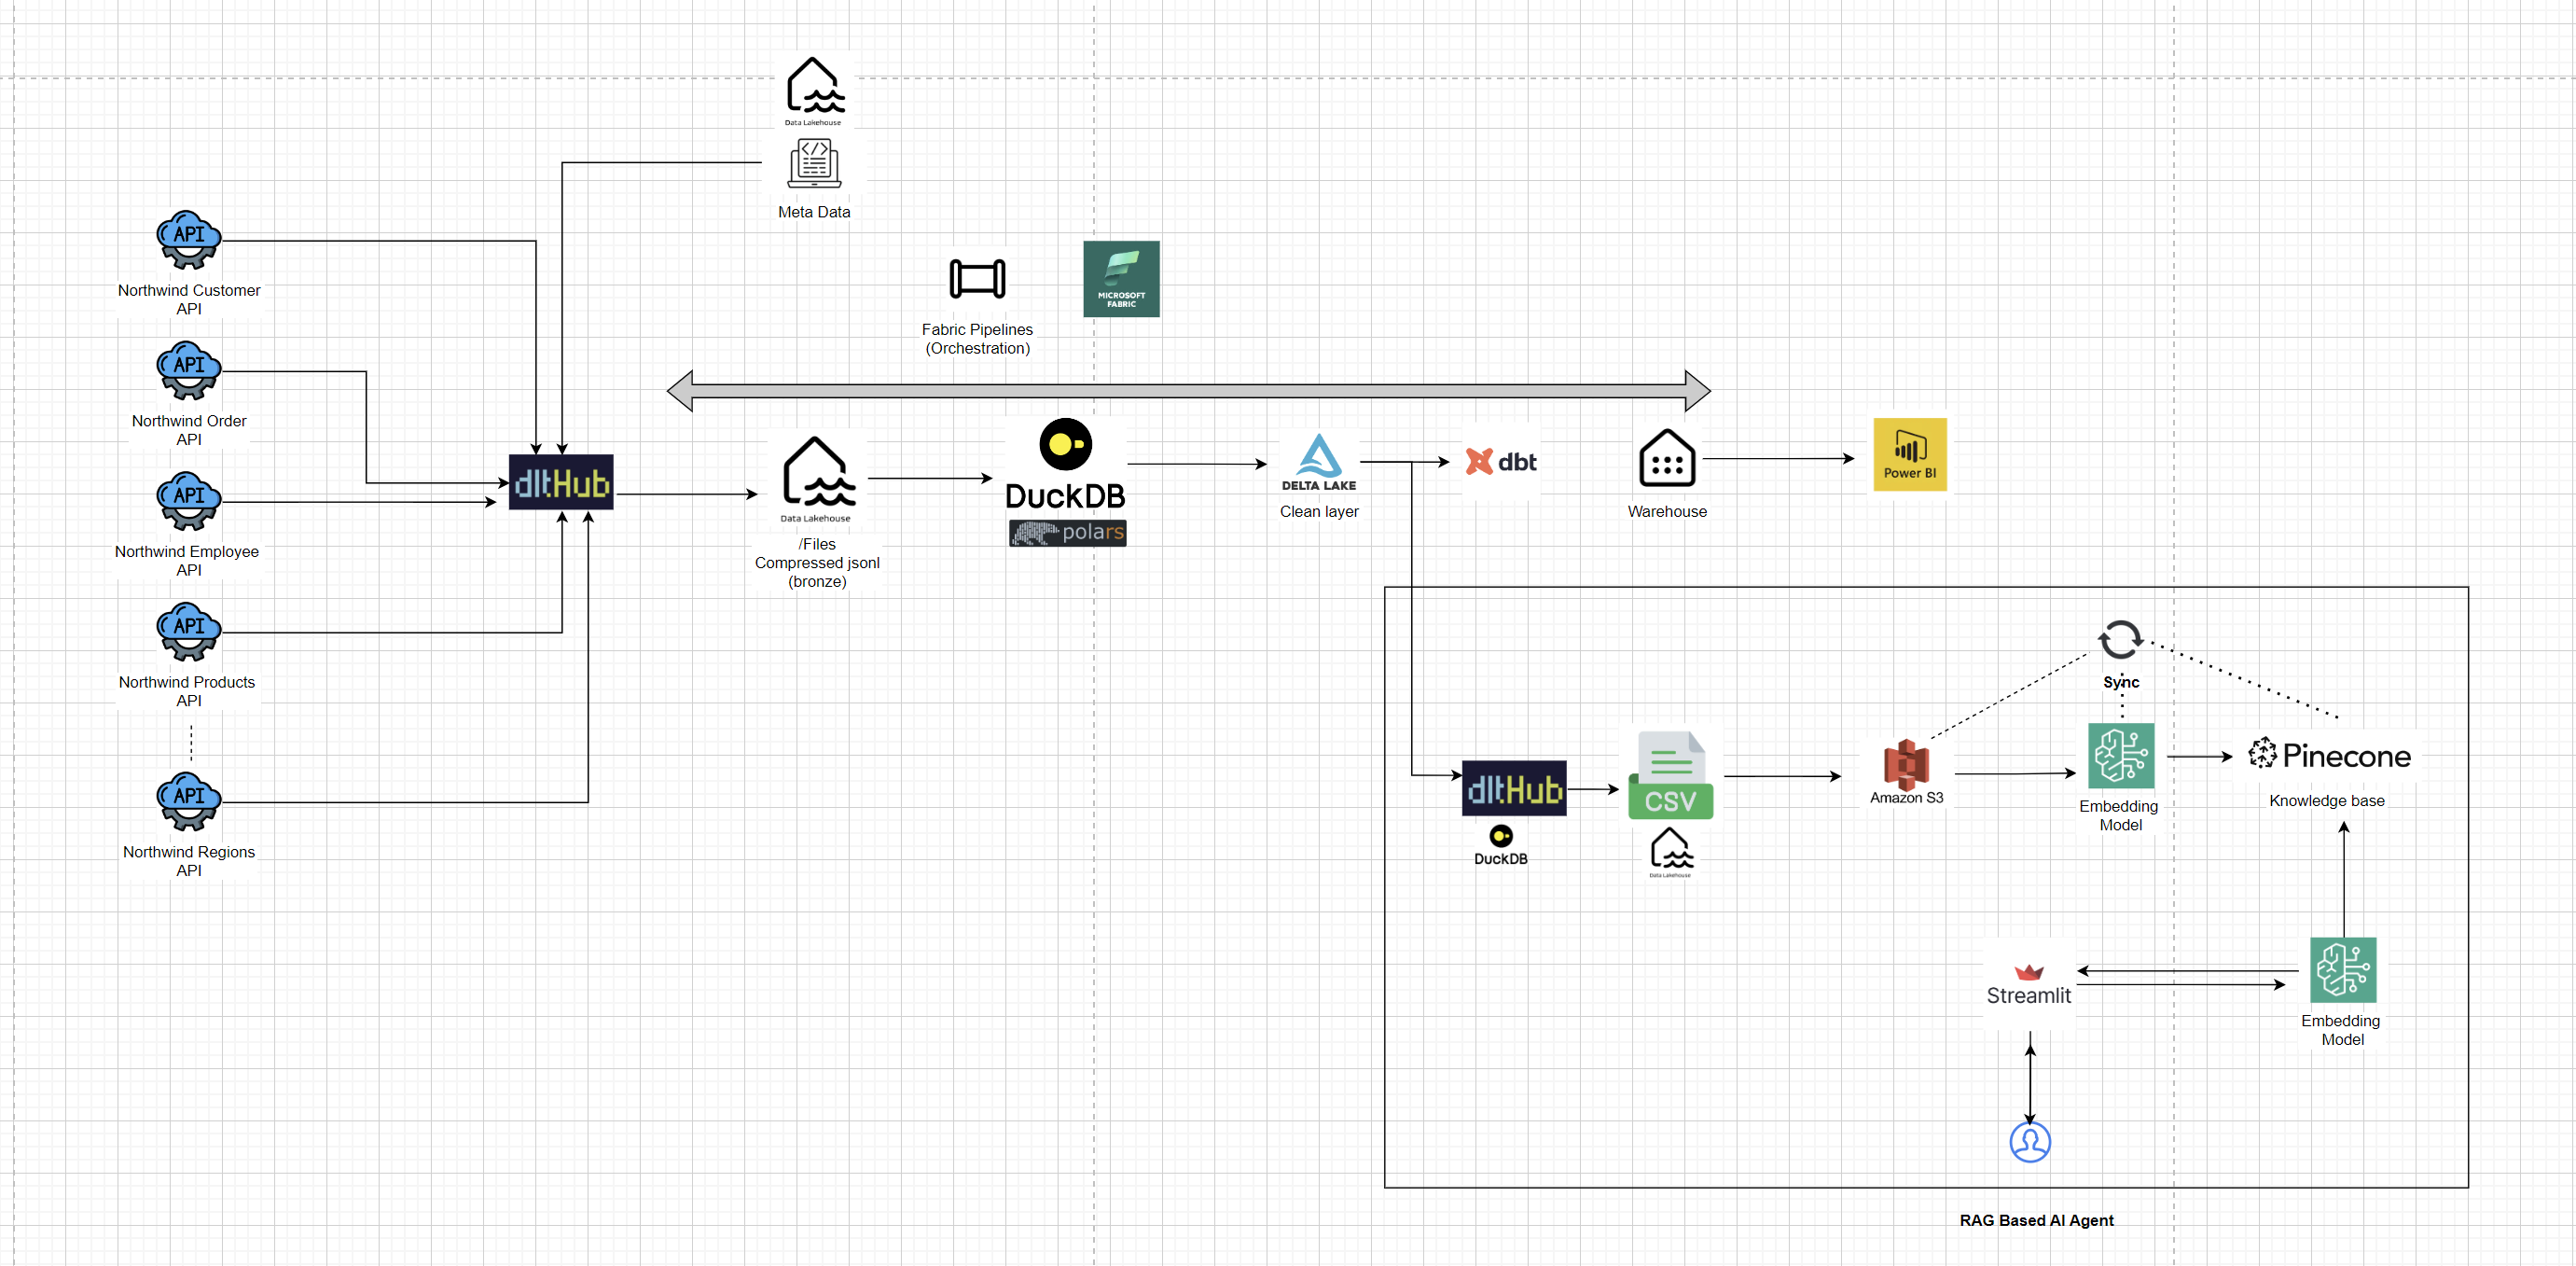 Data Lakehouse
</>
Meta Data
API
Northwind Customer
API
MICROSOFT
FABRIC
Fabric Pipelines
(Orchestration)
API
Northwind Order
API
API
Northwind Employee
API
dltHub
Data Lakehouse
/Files
Compressed jsonl
(bronze)
DuckDB
polars
DELTA LAKE
Clean layer
dbt
Warehouse
Power BI
API
Northwind Products
API
API
Northwind Regions
API
Sync
dltHub
DuckDB
CSV
Data Lakehouse
Amazon S3
Embedding
Model
Pinecone
Knowledge base
Streamlit
Embedding
Model
RAG Based AI Agent